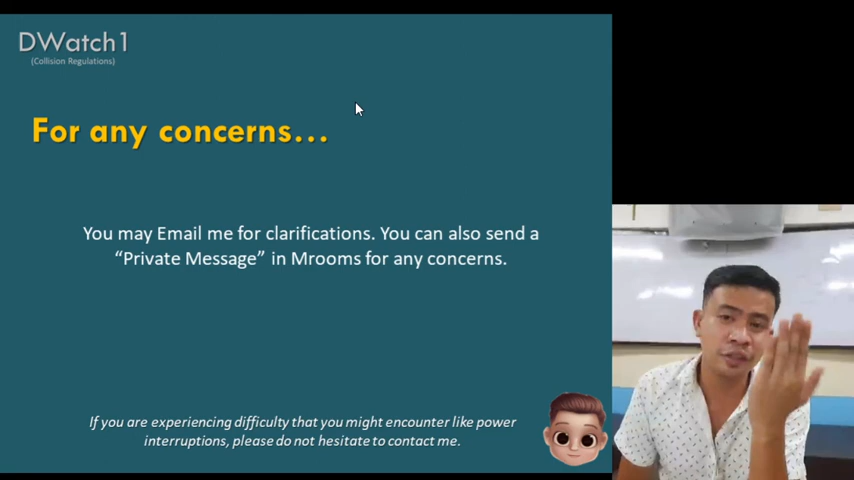 DWatch1
(Collision Regulations)
For any concerns...
You may Email me for clarifications. You can also send a
“Private Message” in Mrooms for any concerns.
If you are experiencing difficulty that you might encounter like power
interruptions, please do not hesitate to contact me.